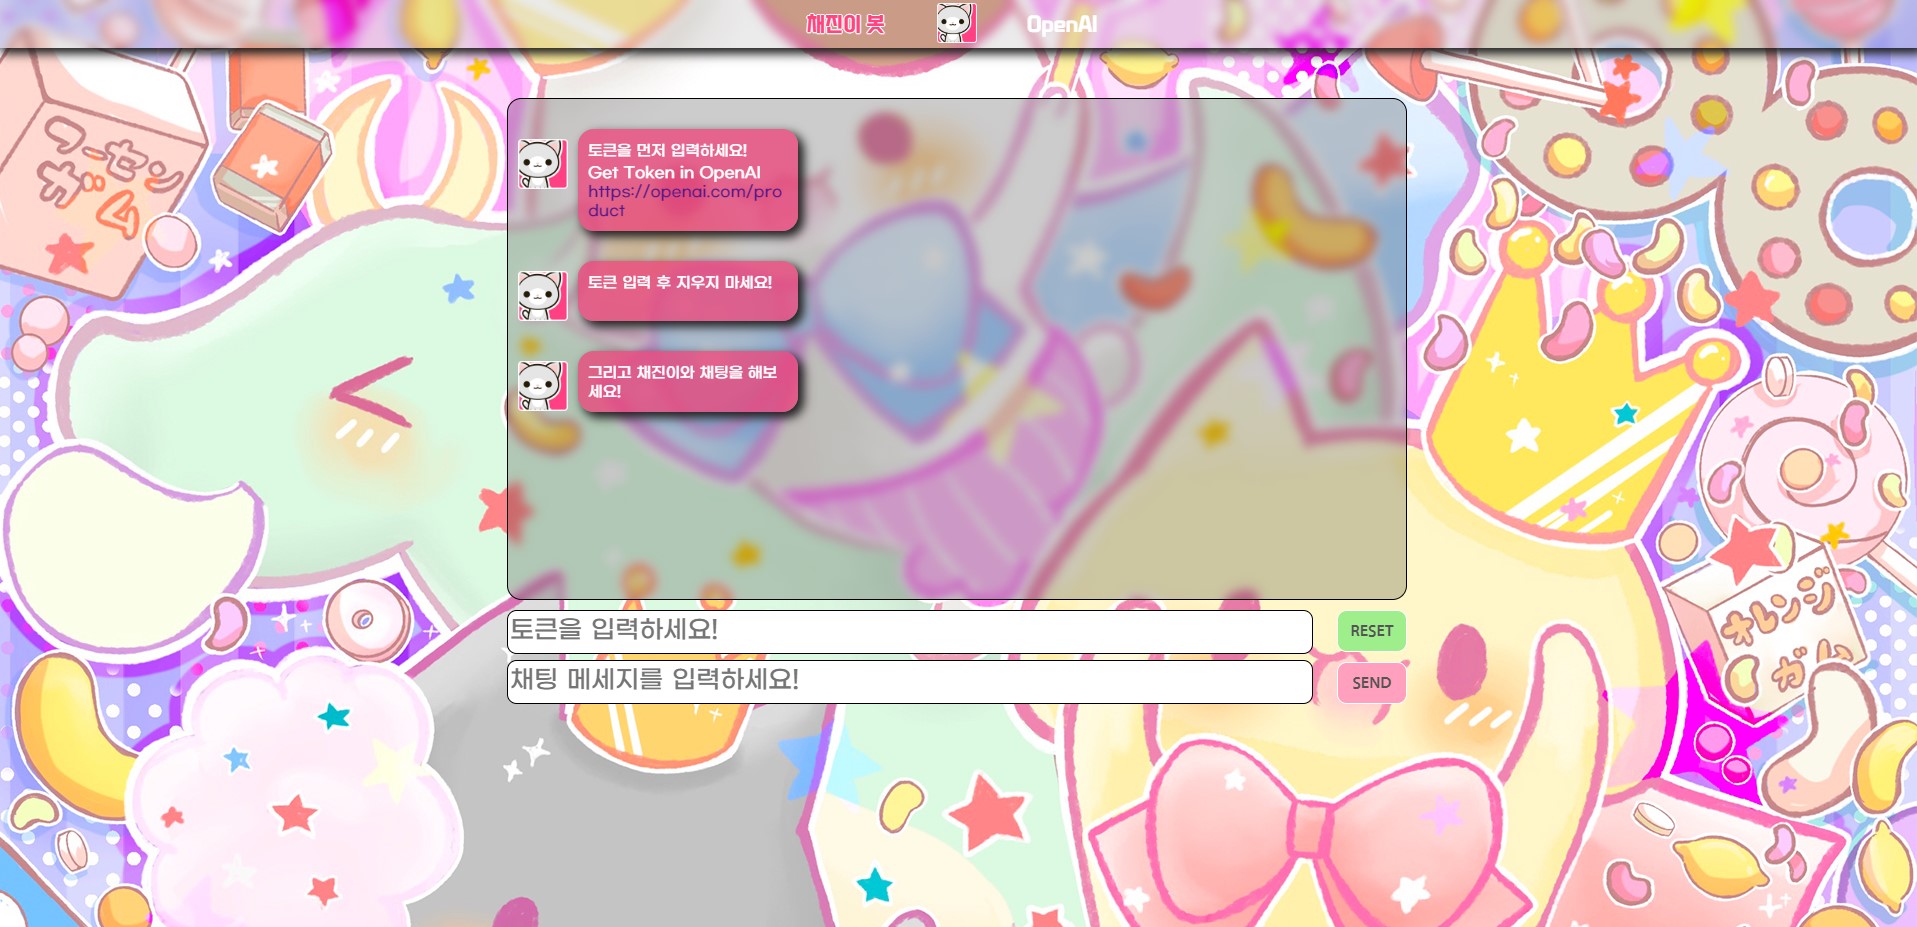 채진이 봇 OpenAI
토큰을 먼저 입력하세요!
Get Token in OpenAI
https://openai.com/pro
duct
토큰 입력 후 지우지 마세요!
그리고 채진이와 채팅을 해보
세요!
토큰을 입력하세요!
RESET
채팅 메세지를 입력하세요!
SEND
ワーセン
ガム
オレンジ
ガム